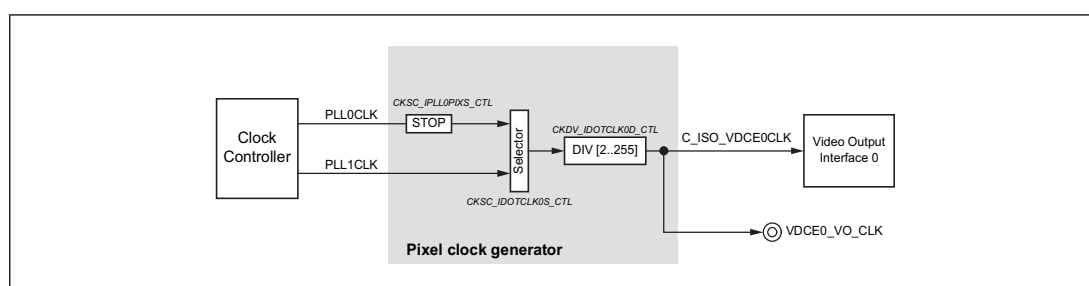 CKSC_IPLL0PIXS_CTL
PLL0CLK
STOP
Clock
Controller
Selector
CKDV_IDOTCLK0D_CTL
DIV [2..255]
C_ISO_VDCE0CLK
Video Output
Interface 0
PLL1CLK
CKSC_IDOTCLK0S_CTL
VDCE0_VO_CLK
Pixel clock generator